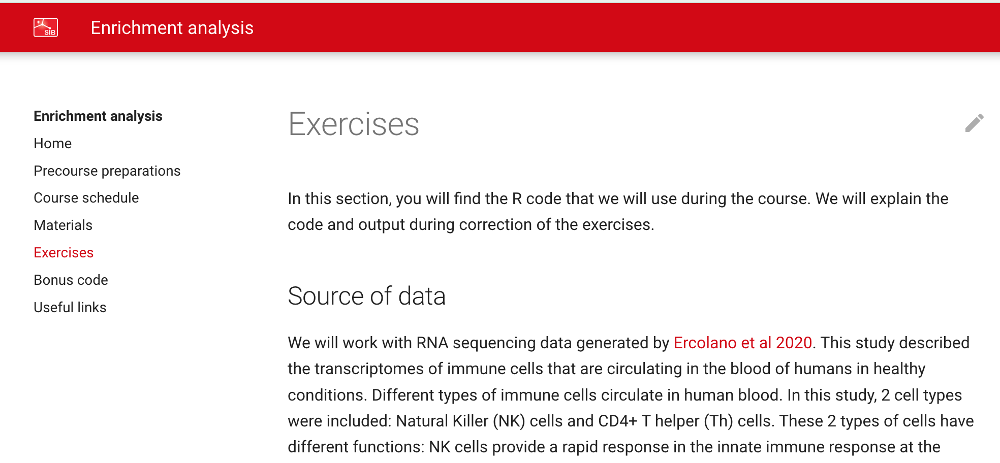 SIB
Enrichment analysis
Enrichment analysis
Home
Precourse preparations
Course schedule
Materials
Exercises
Bonus code
Useful links
Exercises
In this section, you will find the R code that we will use during the course. We will explain the
code and output during correction of the exercises.
Source of data
We will work with RNA sequencing data generated by Ercolano et al 2020. This study described
the transcriptomes of immune cells that are circulating in the blood of humans in healthy
conditions. Different types of immune cells circulate in human blood. In this study, 2 cell types
were included: Natural Killer (NK) cells and CD4+ T helper (Th) cells. These 2 types of cells have
different functions: NK cells provide a rapid response in the innate immune response at the